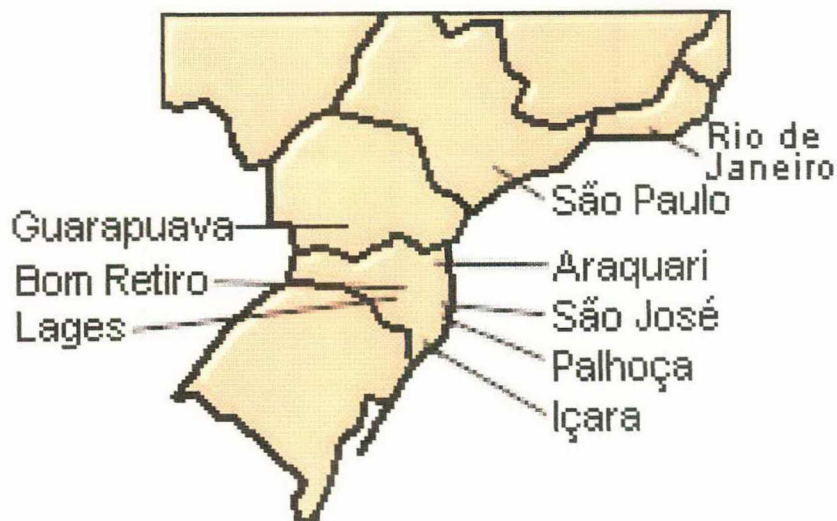 Rio de
Janeiro
São Paulo
Guarapuava
Araquari
Bom Retiro
São José
Lages
Palhoça
Içara